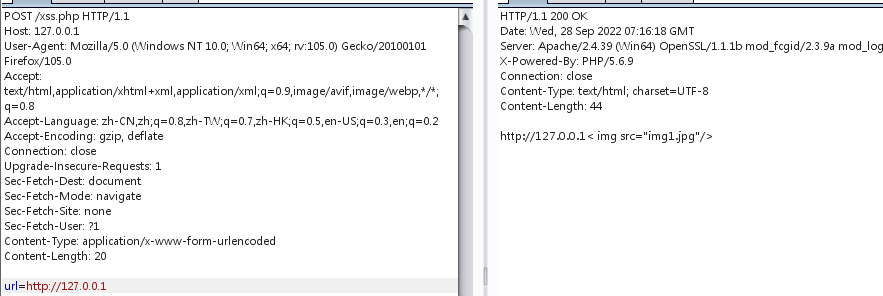 POST /xss.php HTTP/1.1
Host: 127.0.0.1
User-Agent: Mozilla/5.0 (Windows NT 10.0; Win64; x64; rv:105.0) Gecko/20100101
Firefox/105.0
Accept:
text/html,application/xhtml+xml,application/xml;q=0.9,image/avif,image/webp,*/*;
q=0.8
Accept-Language: zh-CN,zh;q=0.8,zh-TW;q=0.7,zh-HK;q=0.5,en-US;q=0.3,en;q=0.2
Accept-Encoding: gzip, deflate
Connection: close
Upgrade-Insecure-Requests: 1
Sec-Fetch-Dest: document
Sec-Fetch-Mode: navigate
Sec-Fetch-Site: none
Sec-Fetch-User: ?1
Content-Type: application/x-www-form-urlencoded
Content-Length: 20
url=http://127.0.0.1
HTTP/1.1 200 OK
Date: Wed, 28 Sep 2022 07:16:18 GMT
Server: Apache/2.4.39 (Win64) OpenSSL/1.1.1b mod_fcgid/2.3.9a mod_log
X-Powered-By: PHP/5.6.9
Connection: close
Content-Type: text/html; charset=UTF-8
Content-Length: 44
http://127.0.0.1< img src="img1.jpg"/>